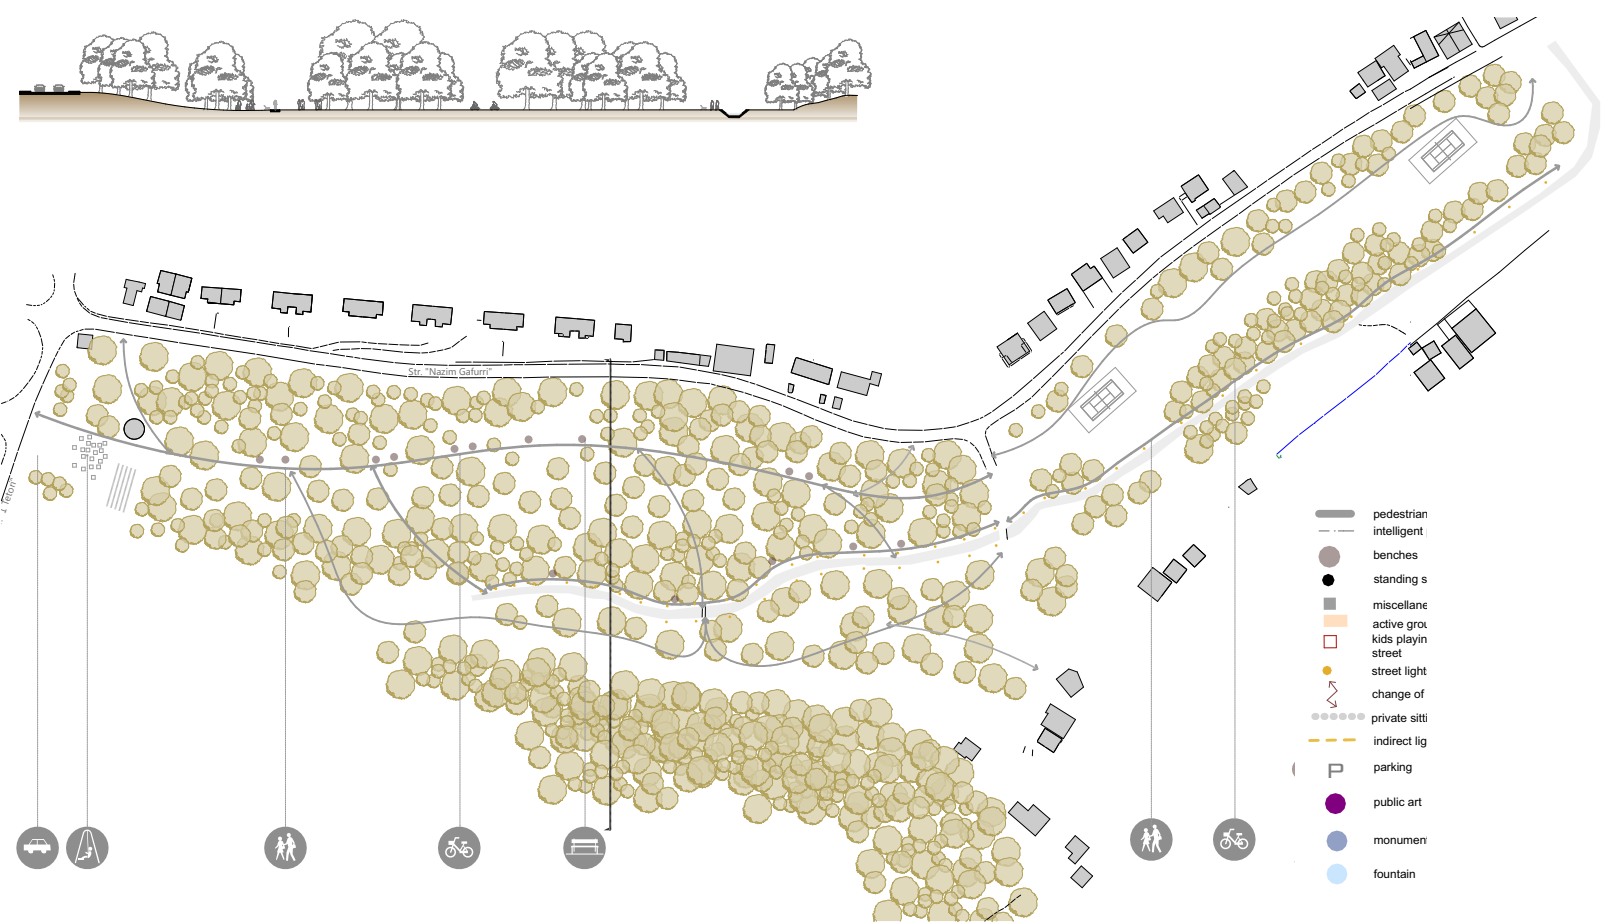 Str. "Nazim Gafurri"
pedestrian
intelligent
benches
standing s
miscellane
active grou
kids playin
street
street light
change of
private sitti
indirect lig
P
parking
public art
monumen
fountain